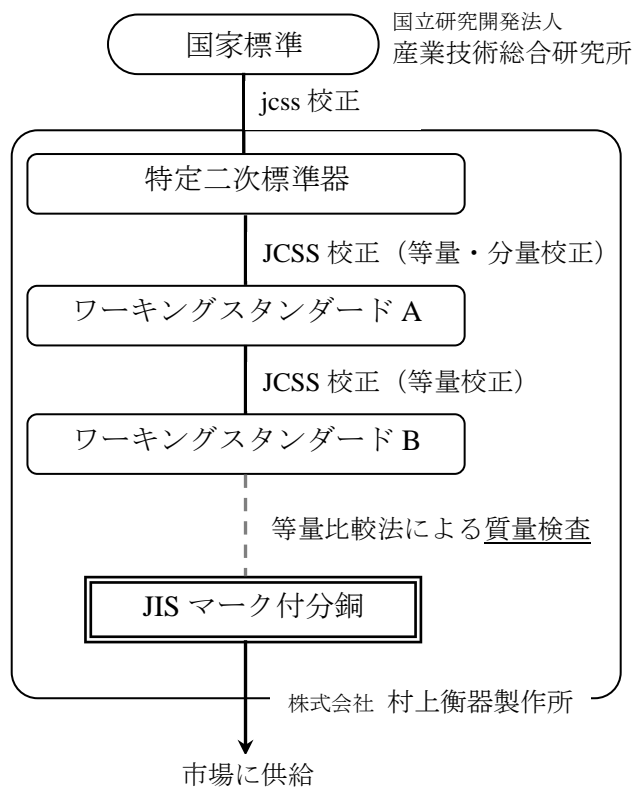 国家標準
国立研究開発法人
産業技術総合研究所
jcss 校正
特定二次標準器
JCSS 校正（等量・分量校正）
ワーキングスタンダード A
JCSS 校正（等量校正）
ワーキングスタンダード B
等量比較法による質量検査
JIS マーク付分銅
株式会社 村上衡器製作所
市場に供給